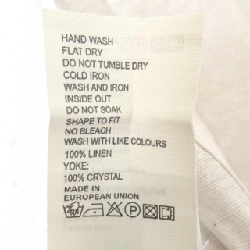 HAND WASH
FLAT DRY
DO NOT TUMBLE DRY
COLD IRON
WASH AND IRON
INSIDE OUT
DO NOT SOAK
SHAPE TO FIT
NO BLEACH
WASH WITH LIKE COLOURS
100% LINEN
YOKE:
100% CRYSTAL
MADE IN
EUROPEAN UNION